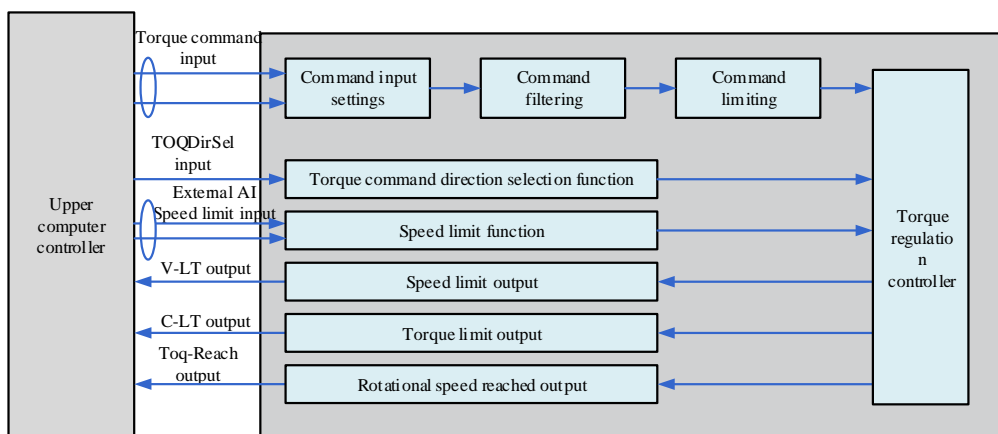 Torque command
input
Command input
settings
Command
filtering
Command
limiting
TOQDirSel
input
Torque command direction selection function
External AI
Speed limit input
Speed limit function
Upper
computer
controller
Torque
regulatio
n
controller
V-LT output
Speed limit output
C-LT output
Torque limit output
Toq-Reach
output
Rotational speed reached output